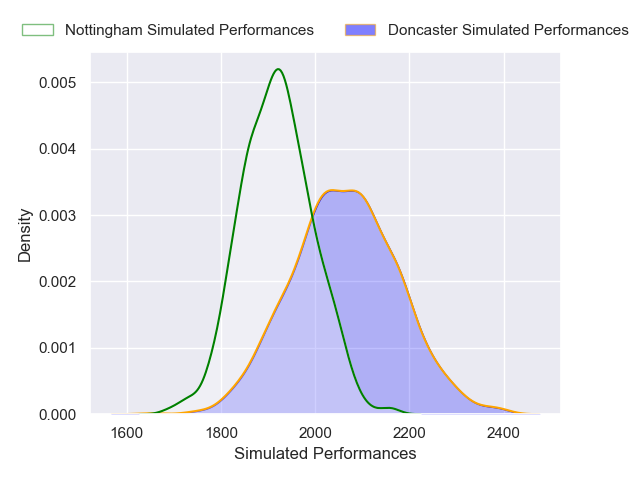 Nottingham Simulated Performances Doncaster Simulated Performances
0.005
0.004
0.003
0.002
0.001
0.000
Density
1600 1800 2000 2200 2400
Simulated Performances